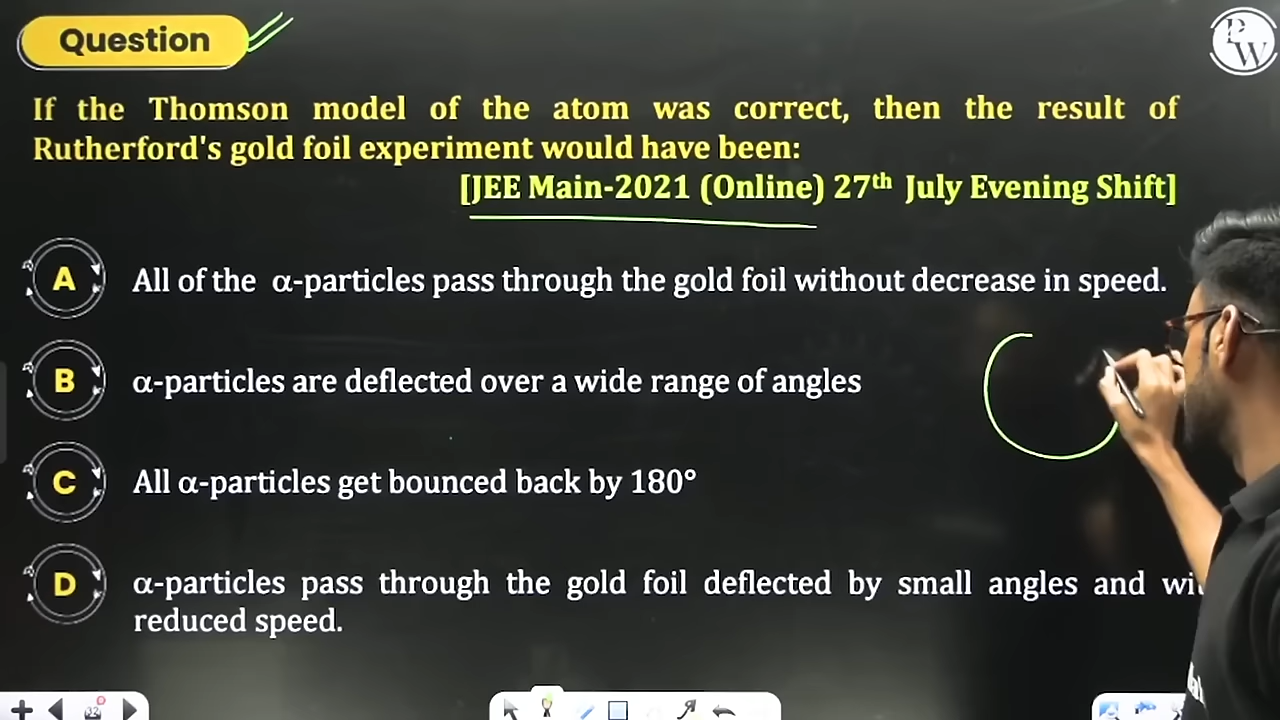 Question
PW
If the Thomson model of the atom was correct, then the result of
Rutherford's gold foil experiment would have been:
[JEE Main-2021 (Online) 27th July Evening Shift]
A All of the α-particles pass through the gold foil without decrease in speed.
B α-particles are deflected over a wide range of angles
C All α-particles get bounced back by 180°
D α-particles pass through the gold foil deflected by small angles and
reduced speed.